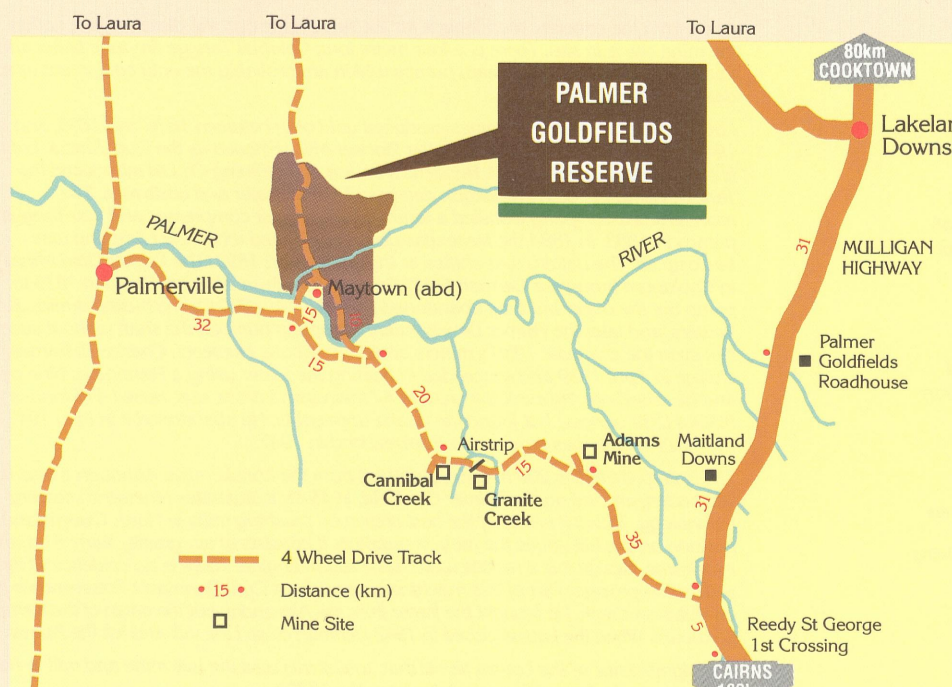 To Laura
To Laura
To Laura
80km
COOKTOWN
PALMER
GOLDFIELDS
RESERVE
Downs
MULLIGAN
HIGHWAY
31
RIVER
PALMER
Palmerville
Maytown (abd)
32
15
15
20
Palmer
Goldfields
Roadhouse
Airstrip
15
Adams
Mine
Maitland
Downs
Cannibal
Creek
Granite
Creek
31
35
4 Wheel Drive Track
15
Distance (km)
Mine Site
5
Reedy St George
1st Crossing
CAIRNS